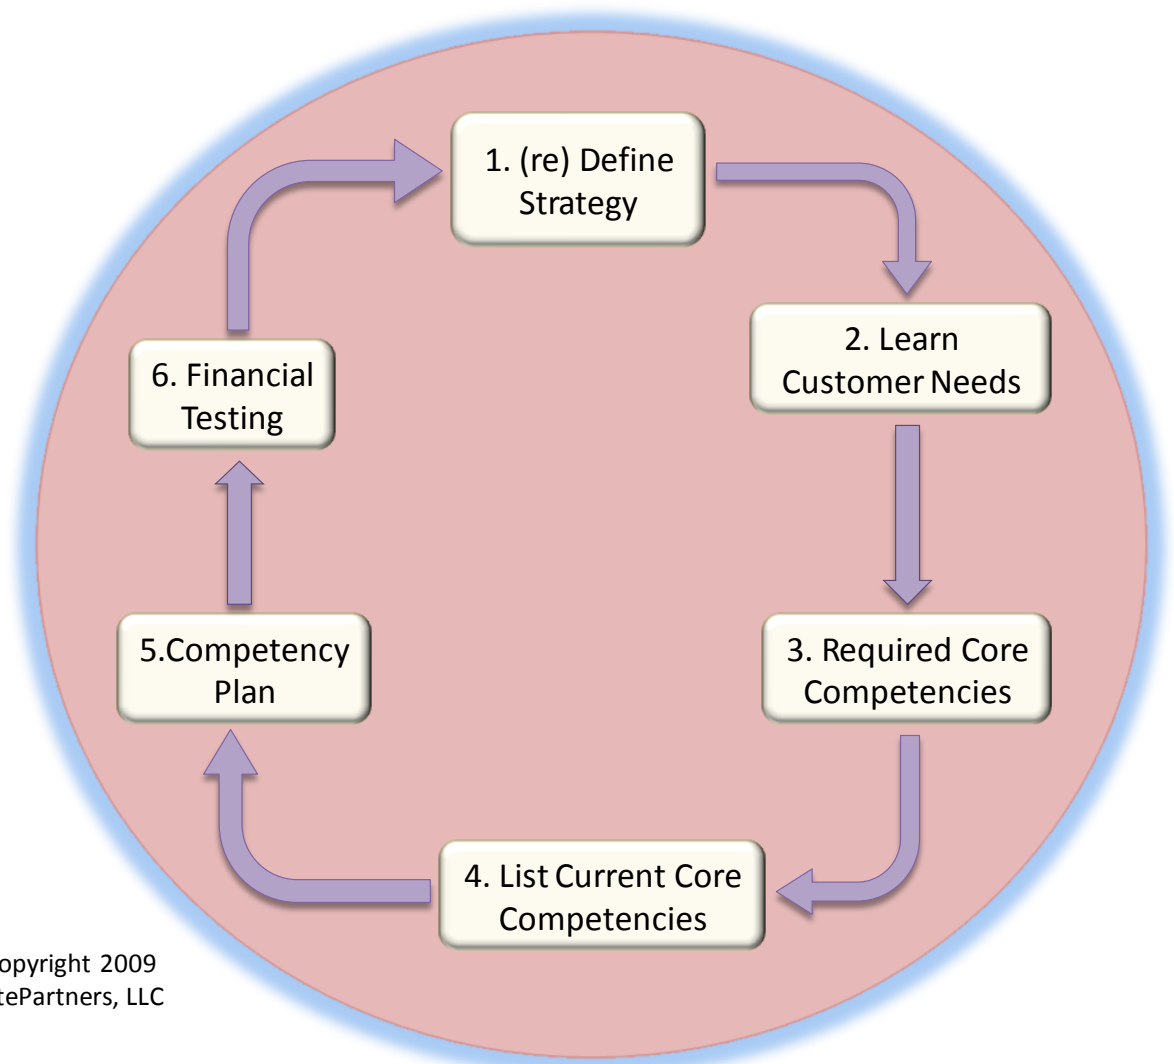 1. (re) Define
Strategy
2. Learn
Customer Needs
3. Required Core
Competencies
4. List Current Core
Competencies
5.Competency
Plan
6. Financial
Testing
opyright 2009
tePartners, LLC